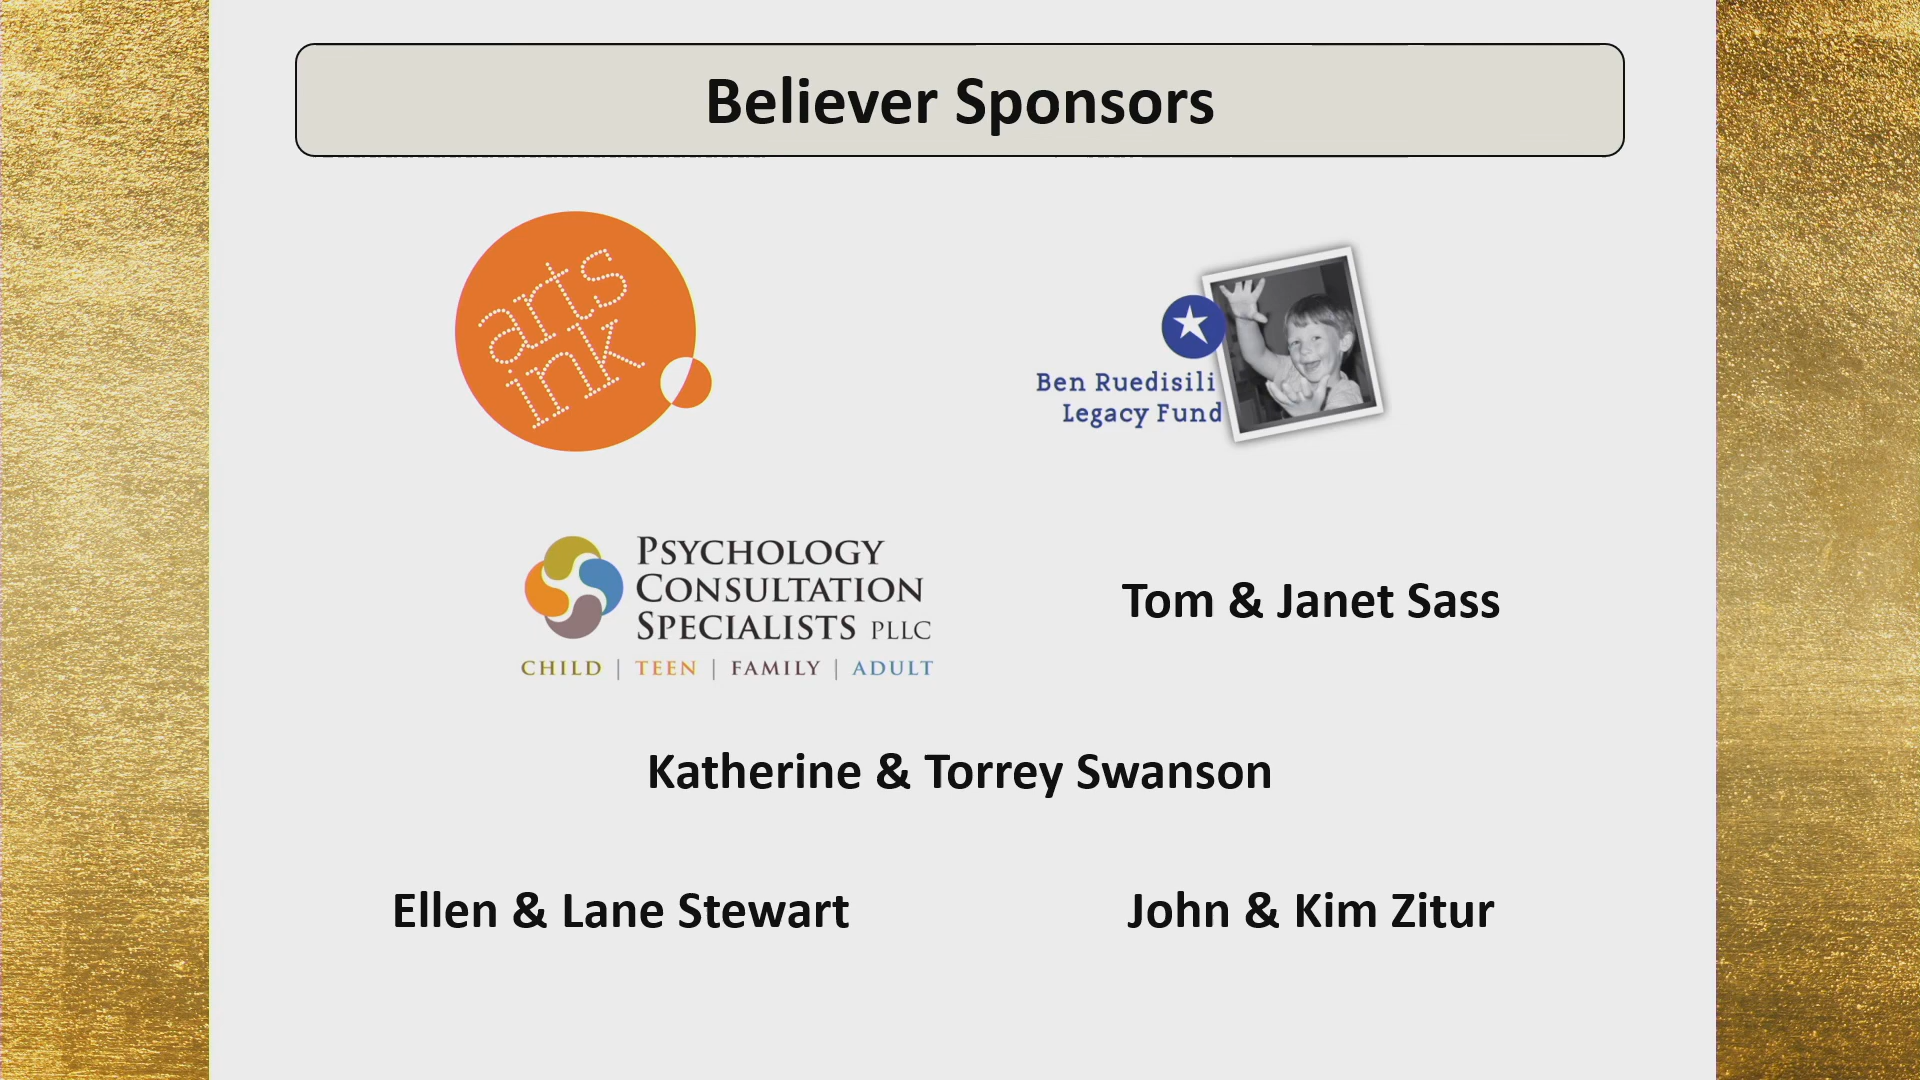 Believer Sponsors
arts
ink
Ben Ruedisili
Legacy Fund
PSYCHOLOGY
CONSULTATION
SPECIALISTS PLLC
CHILD | TEEN | FAMILY | ADULT
Tom & Janet Sass
Katherine & Torrey Swanson
Ellen & Lane Stewart
John & Kim Zitur